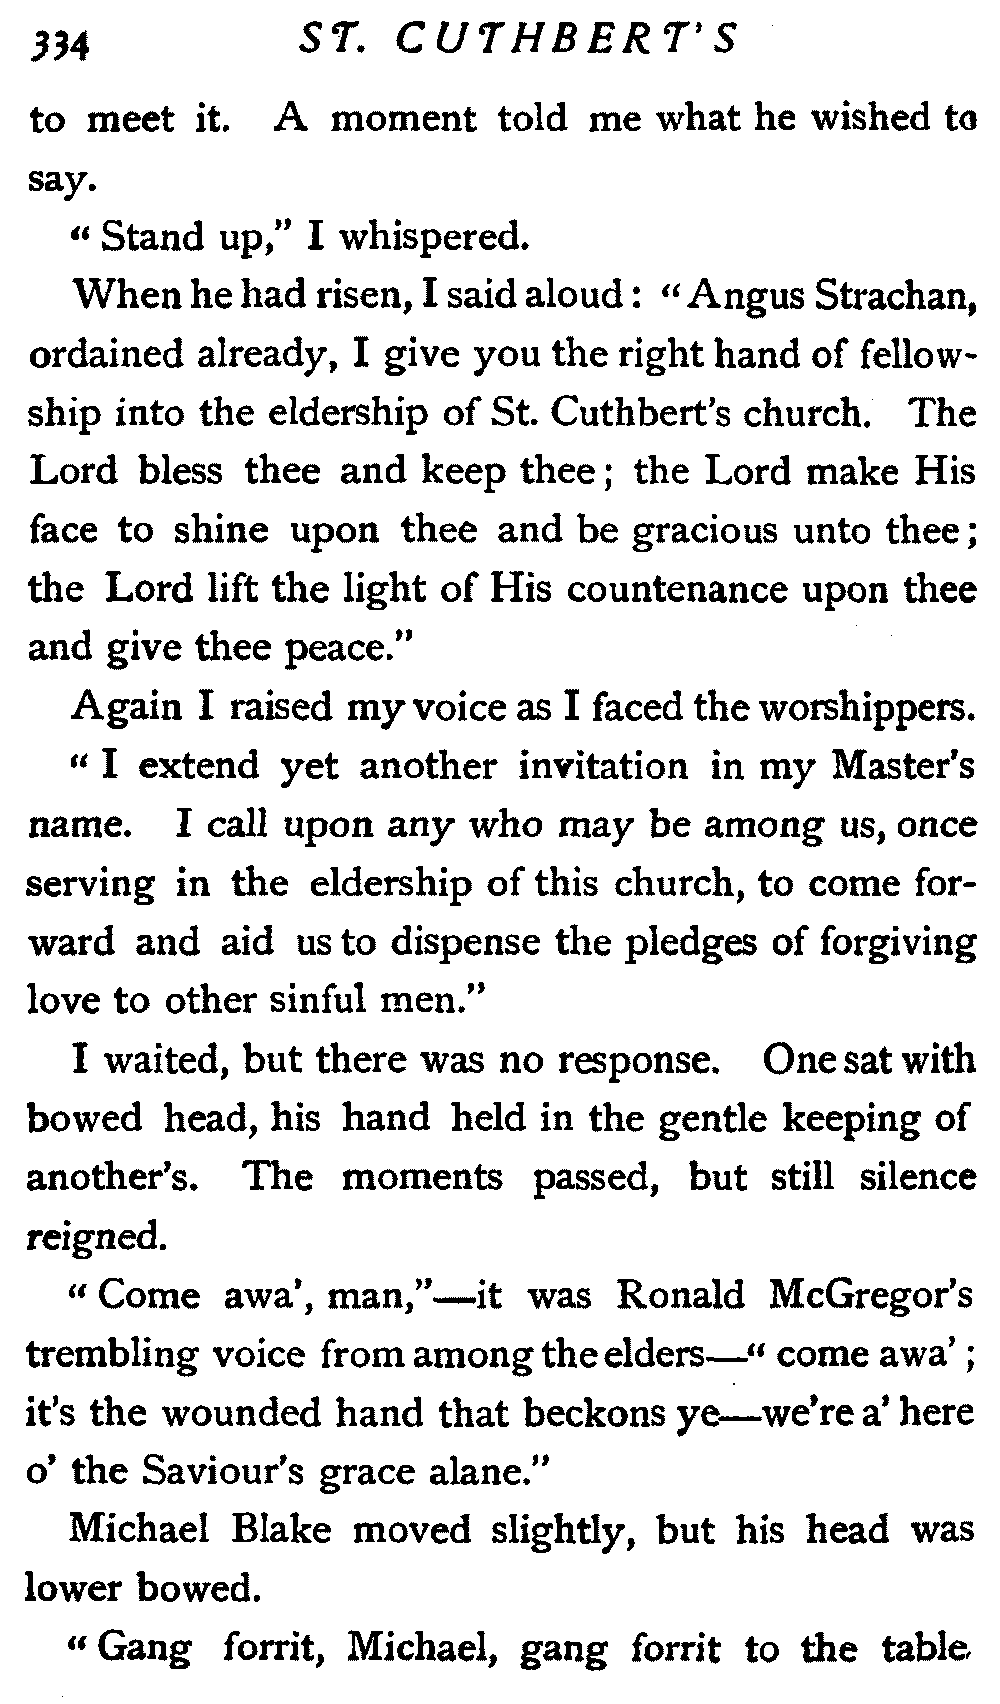 334 ST. CUTHBERT'S
to meet it. A moment told me what he wished to
say.
" Stand up," I whispered.
When he had risen, I said aloud: "Angus Strachan,
ordained already, I give you the right hand of fellow-
ship into the eldership of St. Cuthbert's church. The
Lord bless thee and keep thee; the Lord make His
face to shine upon thee and be gracious unto thee;
the Lord lift the light of His countenance upon thee
and give thee peace."
Again I raised my voice as I faced the worshippers.
" I extend yet another invitation in my Master's
name. I call upon any who may be among us, once
serving in the eldership of this church, to come for-
ward and aid us to dispense the pledges of forgiving
love to other sinful men."
I waited, but there was no response. One sat with
bowed head, his hand held in the gentle keeping of
another's. The moments passed, but still silence
reigned.
" Come awa', man,"—it was Ronald McGregor's
trembling voice from among the elders—" come awa';
it's the wounded hand that beckons ye—we're a' here
o' the Saviour's grace alane."
Michael Blake moved slightly, but his head was
lower bowed.
" Gang forrit, Michael, gang forrit to the table,